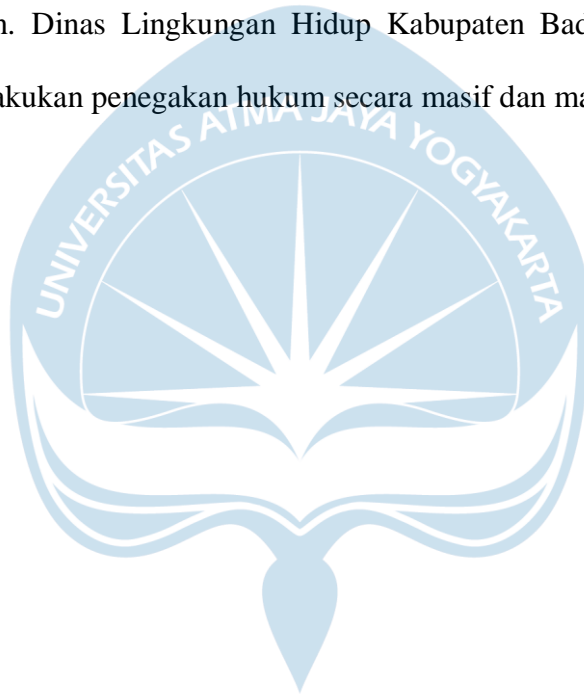 n. Dinas Lingkungan Hidup Kabupaten Bad
akukan penegakan hukum secara masif dan ma
UNIVERSITAS ATMA JAYA YOGYAKARTA